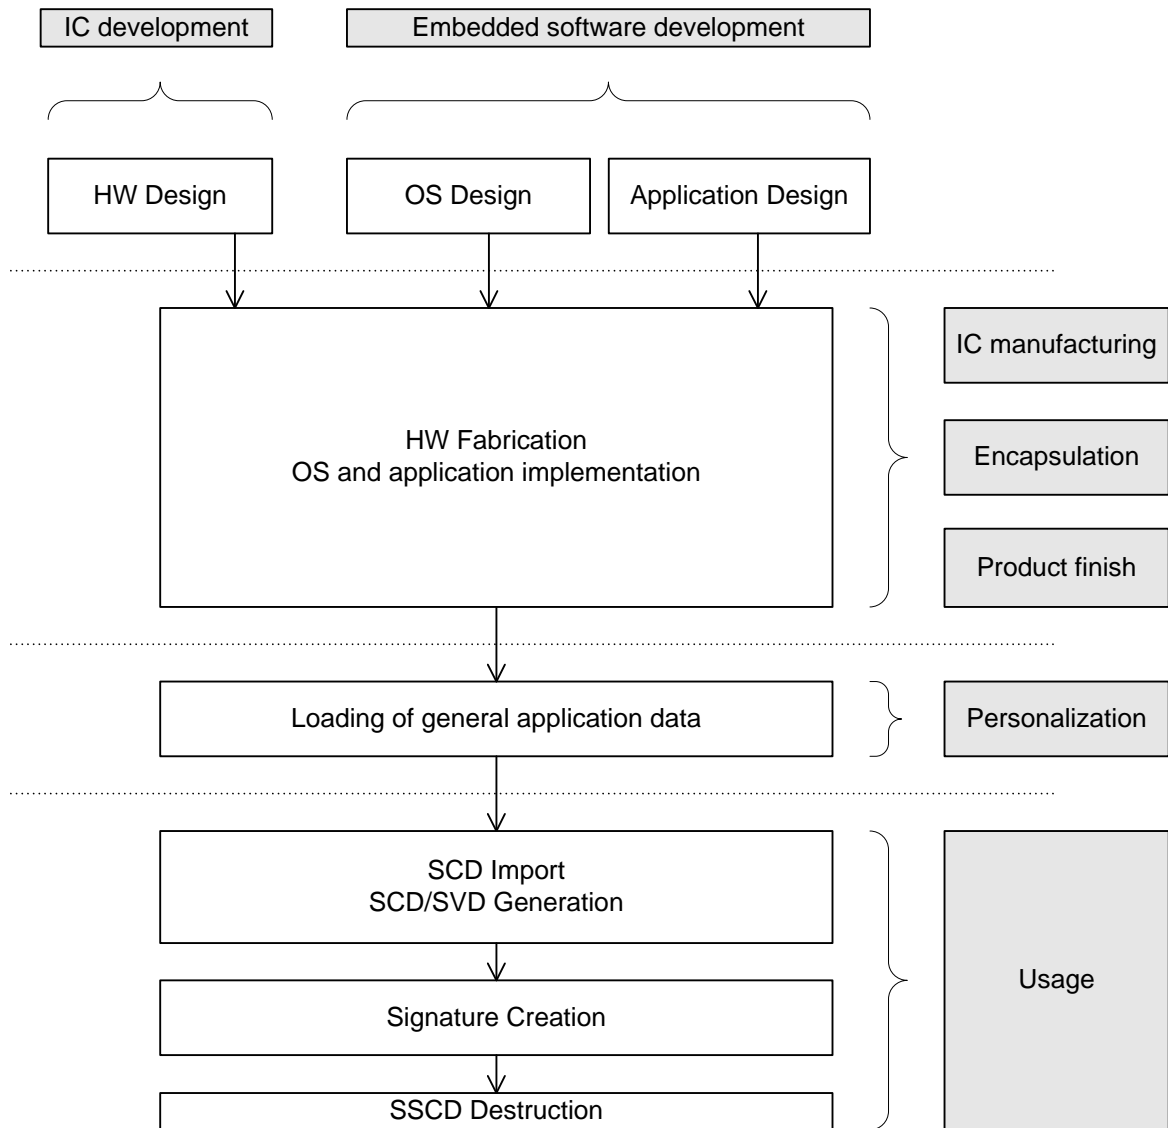 IC development
Embedded software development
HW Design
OS Design
Application Design
HW Fabrication
OS and application implementation
IC manufacturing
Encapsulation
Product finish
Loading of general application data
Personalization
SCD Import
SCD/SVD Generation
Signature Creation
SSCD Destruction
Usage